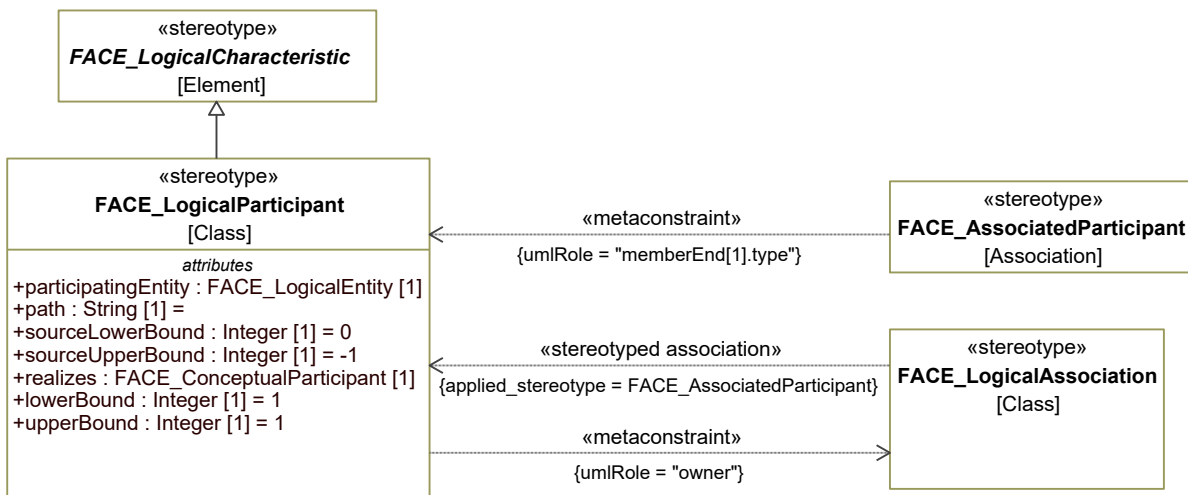 «stereotype»
FACE_LogicalCharacteristic
[Element]
«stereotype»
FACE_LogicalParticipant
[Class]
attributes
+participatingEntity : FACE_LogicalEntity [1]
+path : String [1] =
+sourceLowerBound : Integer [1] = 0
+sourceUpperBound : Integer [1] = -1
+realizes : FACE_ConceptualParticipant [1]
+lowerBound : Integer [1] = 1
+upperBound : Integer [1] = 1
«metaconstraint»
{umlRole = "memberEnd[1].type"}
«stereotype»
FACE_AssociatedParticipant
[Association]
«stereotyped association»
{applied_stereotype = FACE_AssociatedParticipant}
«stereotype»
FACE_LogicalAssociation
[Class]
«metaconstraint»
{umlRole = "owner"}